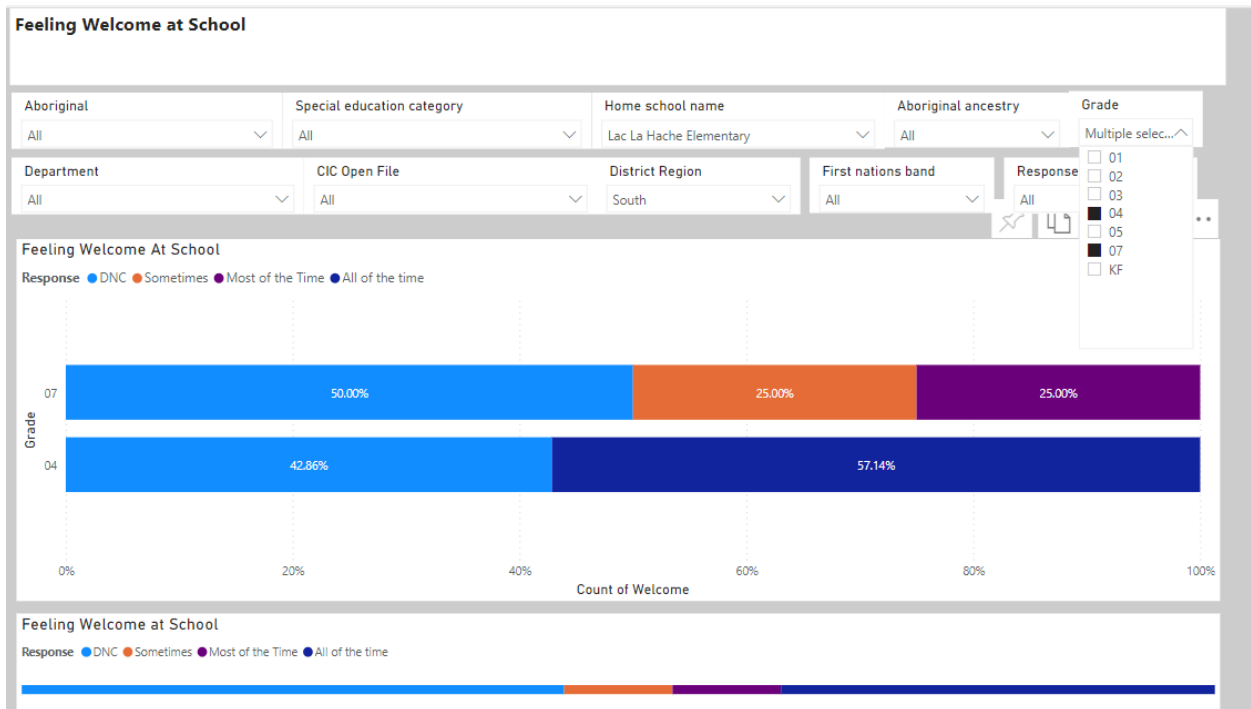 Feeling Welcome at School
Aboriginal Special education category Home school name Aboriginal ancestry Grade
All All Lac La Hache Elementary All Multiple selec...
01
02
03
04
05
07
KF
Department CIC Open File District Region First nations band Response
All All South All All
Feeling Welcome At School
Response DNC Sometimes Most of the Time All of the time
07 50.00% 25.00% 25.00%
04 42.86% 57.14%
Grade
0% 20% 40% 60% 80% 100%
Count of Welcome
Feeling Welcome at School
Response DNC Sometimes Most of the Time All of the time